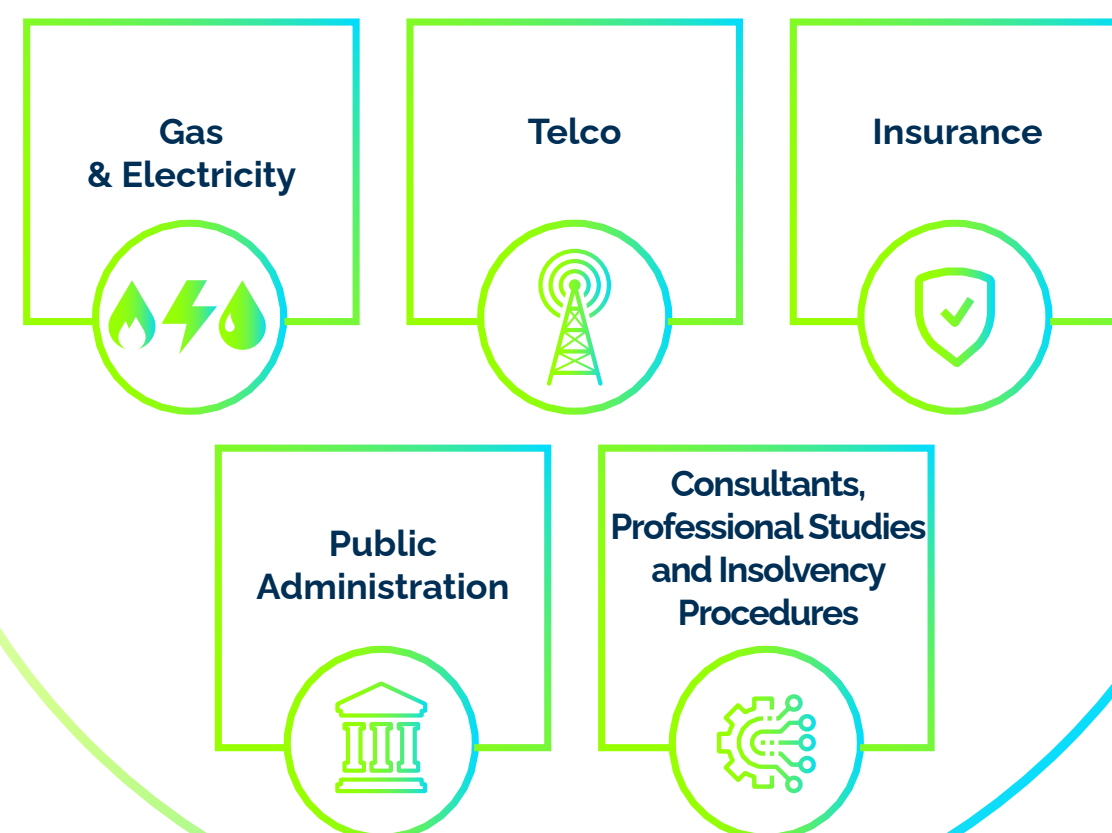 Gas
& Electricity
Telco
Insurance
Public
Administration
Consultants,
Professional Studies
and Insolvency
Procedures